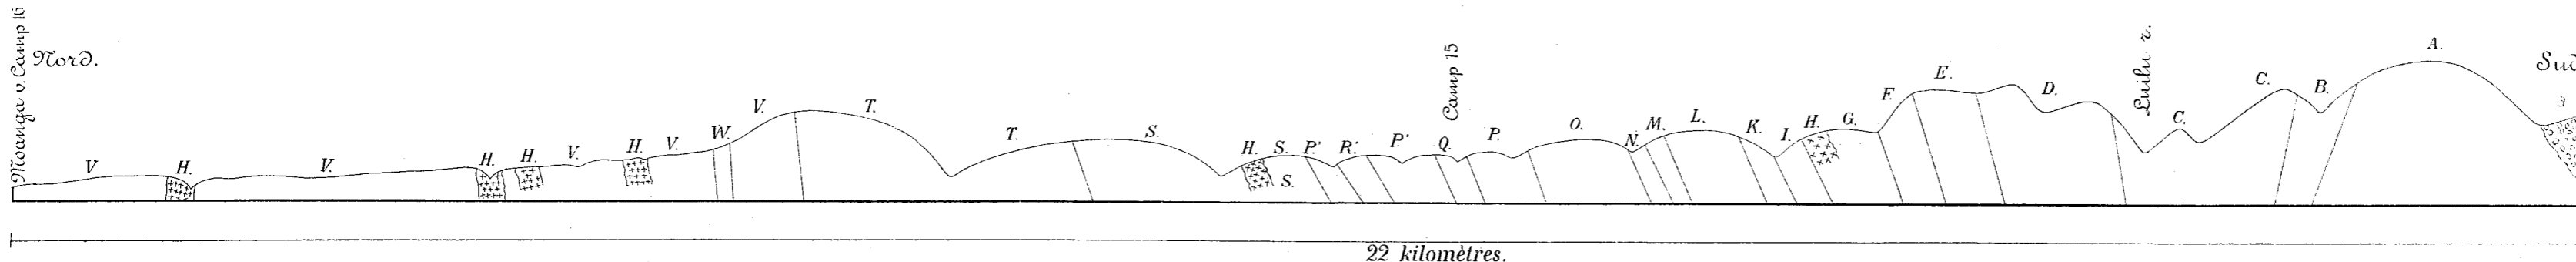 Moanga v. Camp 16
Nord.
V
H.
V.
H.
H.
V.
H.
V.
W.
V.
T.
T.
S.
H.
S.
S.
P.'
R.'
P.'
Q.
Camp 15
P.
O.
N.
M.
L.
K.
I.
H.
G.
F.
E.
D.
Luilu r.
C.
C.
B.
A.
Sud
22 kilomètres.